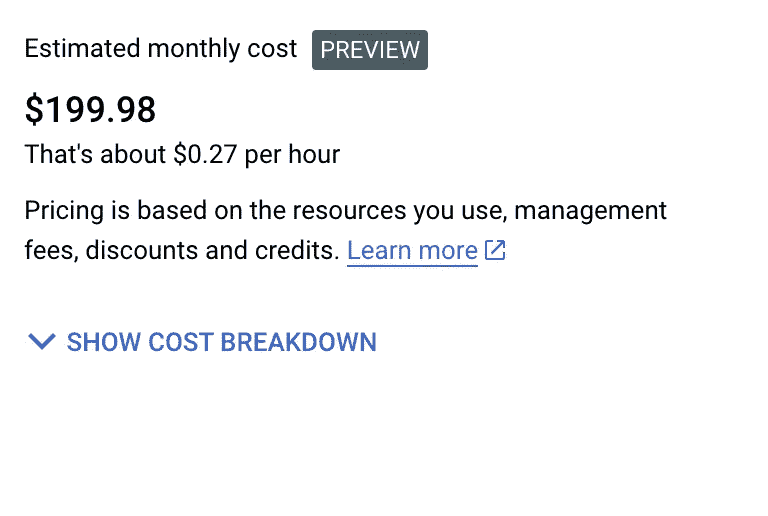 Estimated monthly cost PREVIEW
$199.98
That's about $0.27 per hour
Pricing is based on the resources you use, management
fees, discounts and credits. Learn more
SHOW COST BREAKDOWN